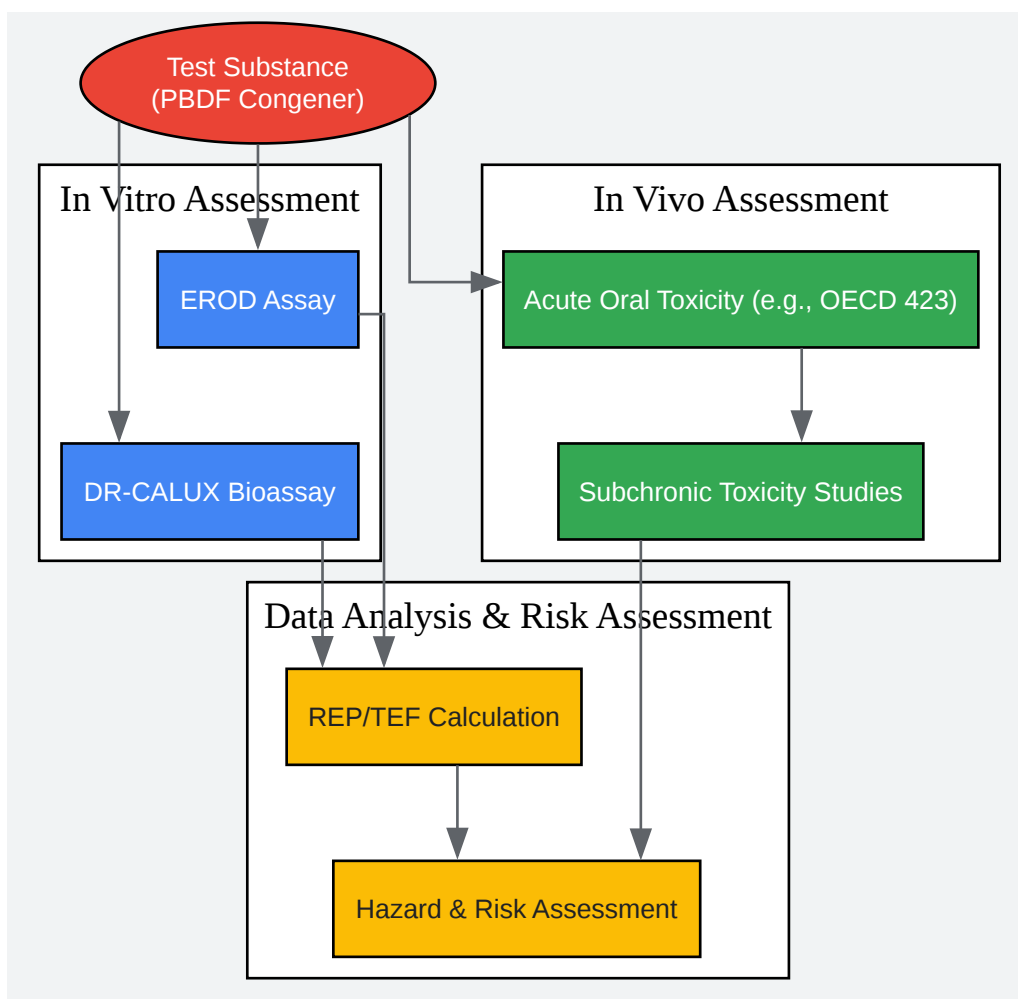 Test Substance
(PBDF Congener)
In Vitro Assessment
In Vivo Assessment
EROD Assay
Acute Oral Toxicity (e.g., OECD 423)
DR-CALUX Bioassay
Subchronic Toxicity Studies
Data Analysis & Risk Assessment
REP/TEF Calculation
Hazard & Risk Assessment